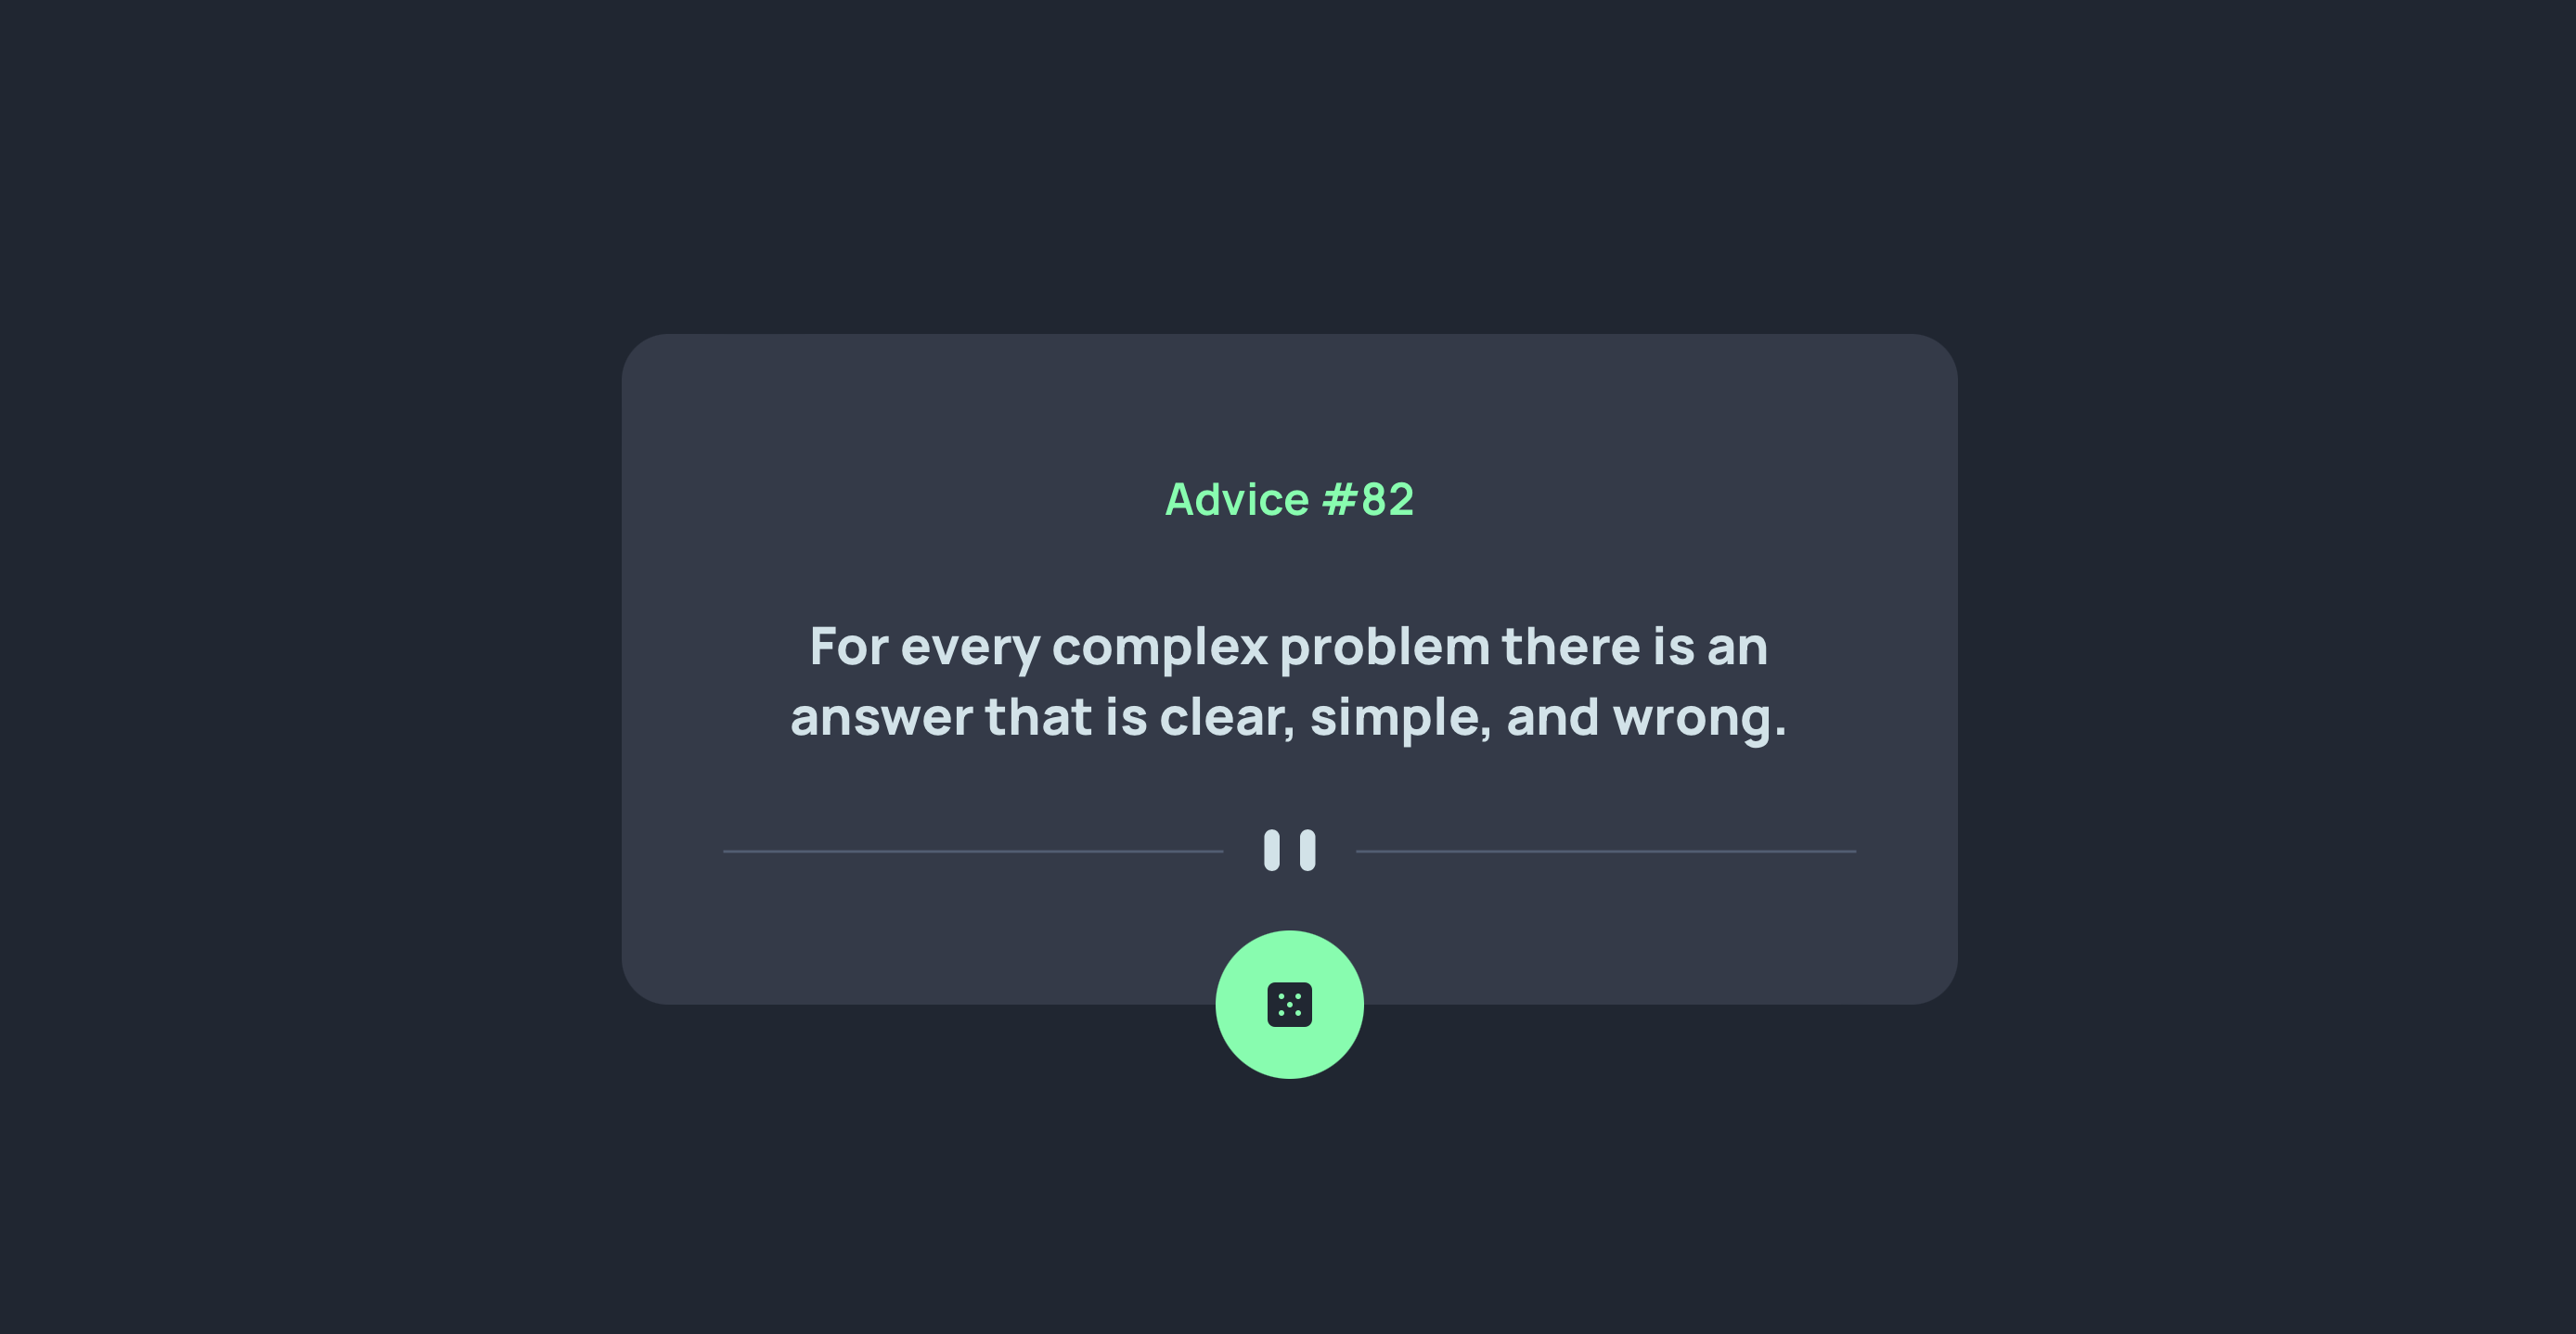 Advice #82
For every complex problem there is an
answer that is clear, simple, and wrong.